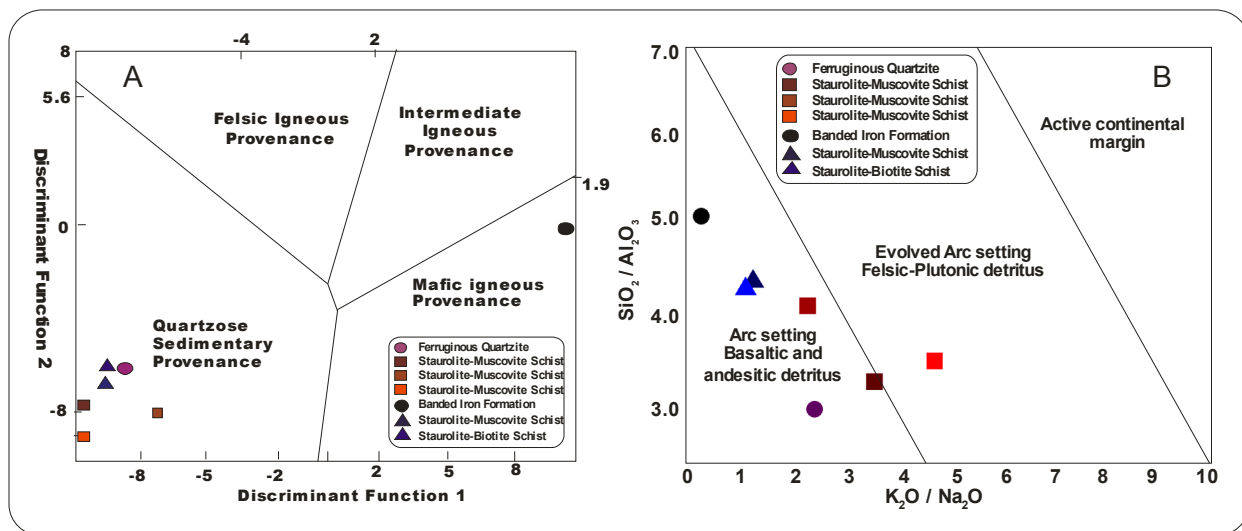 -4
2
8
A
5.6
Felsic Igneous
Provenance
Intermediate
Igneous
Provenance
1.9
0
Mafic igneous
Provenance
Quartzose
Sedimentary
Provenance
-8
Ferruginous Quartzite
Staurolite-Muscovite Schist
Staurolite-Muscovite Schist
Staurolite-Muscovite Schist
Banded Iron Formation
Staurolite-Muscovite Schist
Staurolite-Biotite Schist
-8
-5
-2
2
5
8
Discriminant Function 1
Discriminant Function 2
7.0
B
Ferruginous Quartzite
Staurolite-Muscovite Schist
Staurolite-Muscovite Schist
Staurolite-Muscovite Schist
Banded Iron Formation
Staurolite-Muscovite Schist
Staurolite-Biotite Schist
Active continental
margin
6.0
5.0
Evolved Arc setting
Felsic-Plutonic detritus
4.0
Arc setting
Basaltic and
andesitic detritus
3.0
0
1
2
3
4
5
6
7
8
9
10
K₂O / Na₂O
SiO₂ / Al₂O₃